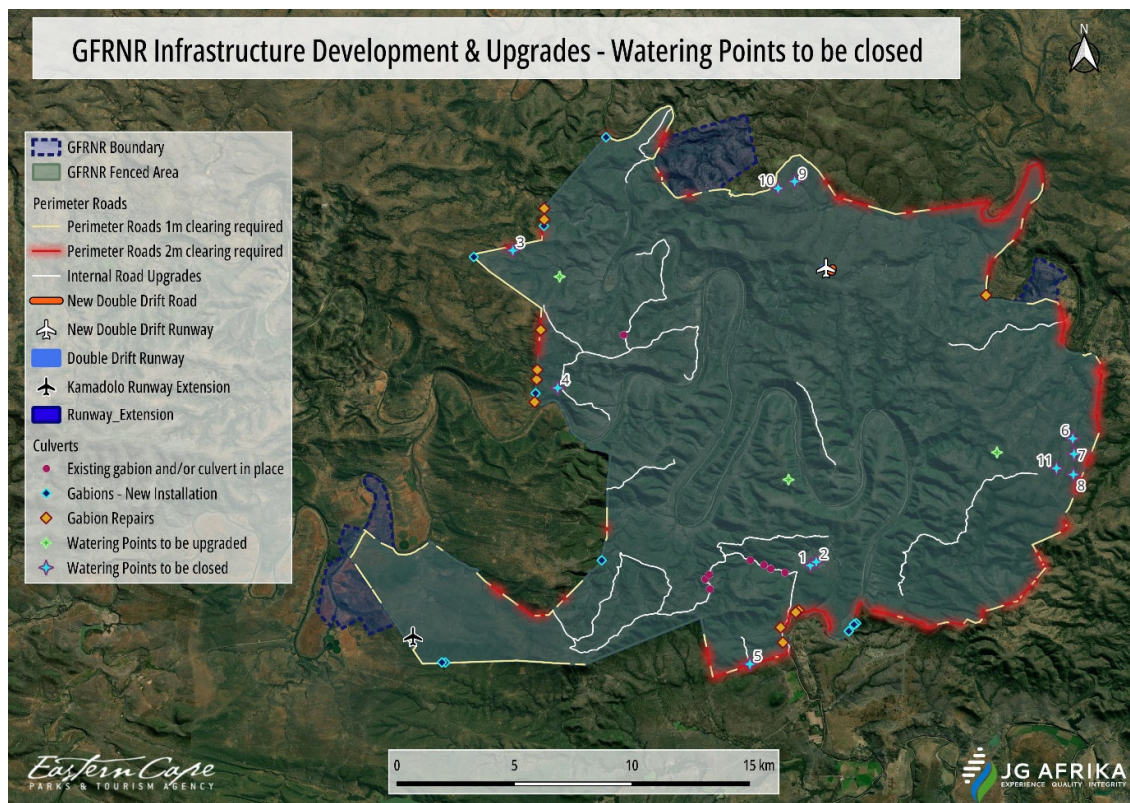 GFRNR Infrastructure Development & Upgrades - Watering Points to be closed
N
GFRNR Boundary
GFRNR Fenced Area
Perimeter Roads
Perimeter Roads 1m clearing required
Perimeter Roads 2m clearing required
Internal Road Upgrades
New Double Drift Road
New Double Drift Runway
Double Drift Runway
Kamadolo Runway Extension
Runway_Extension
Culverts
Existing gabion and/or culvert in place
Gabions - New Installation
Gabion Repairs
Watering Points to be upgraded
Watering Points to be closed
10
9
3
4
6
7
11
8
1
2
5
Eastern Cape
PARKS & TOURISM AGENCY
0
5
10
15 km
JG AFRIKA
EXPERIENCE QUALITY INTEGRITY